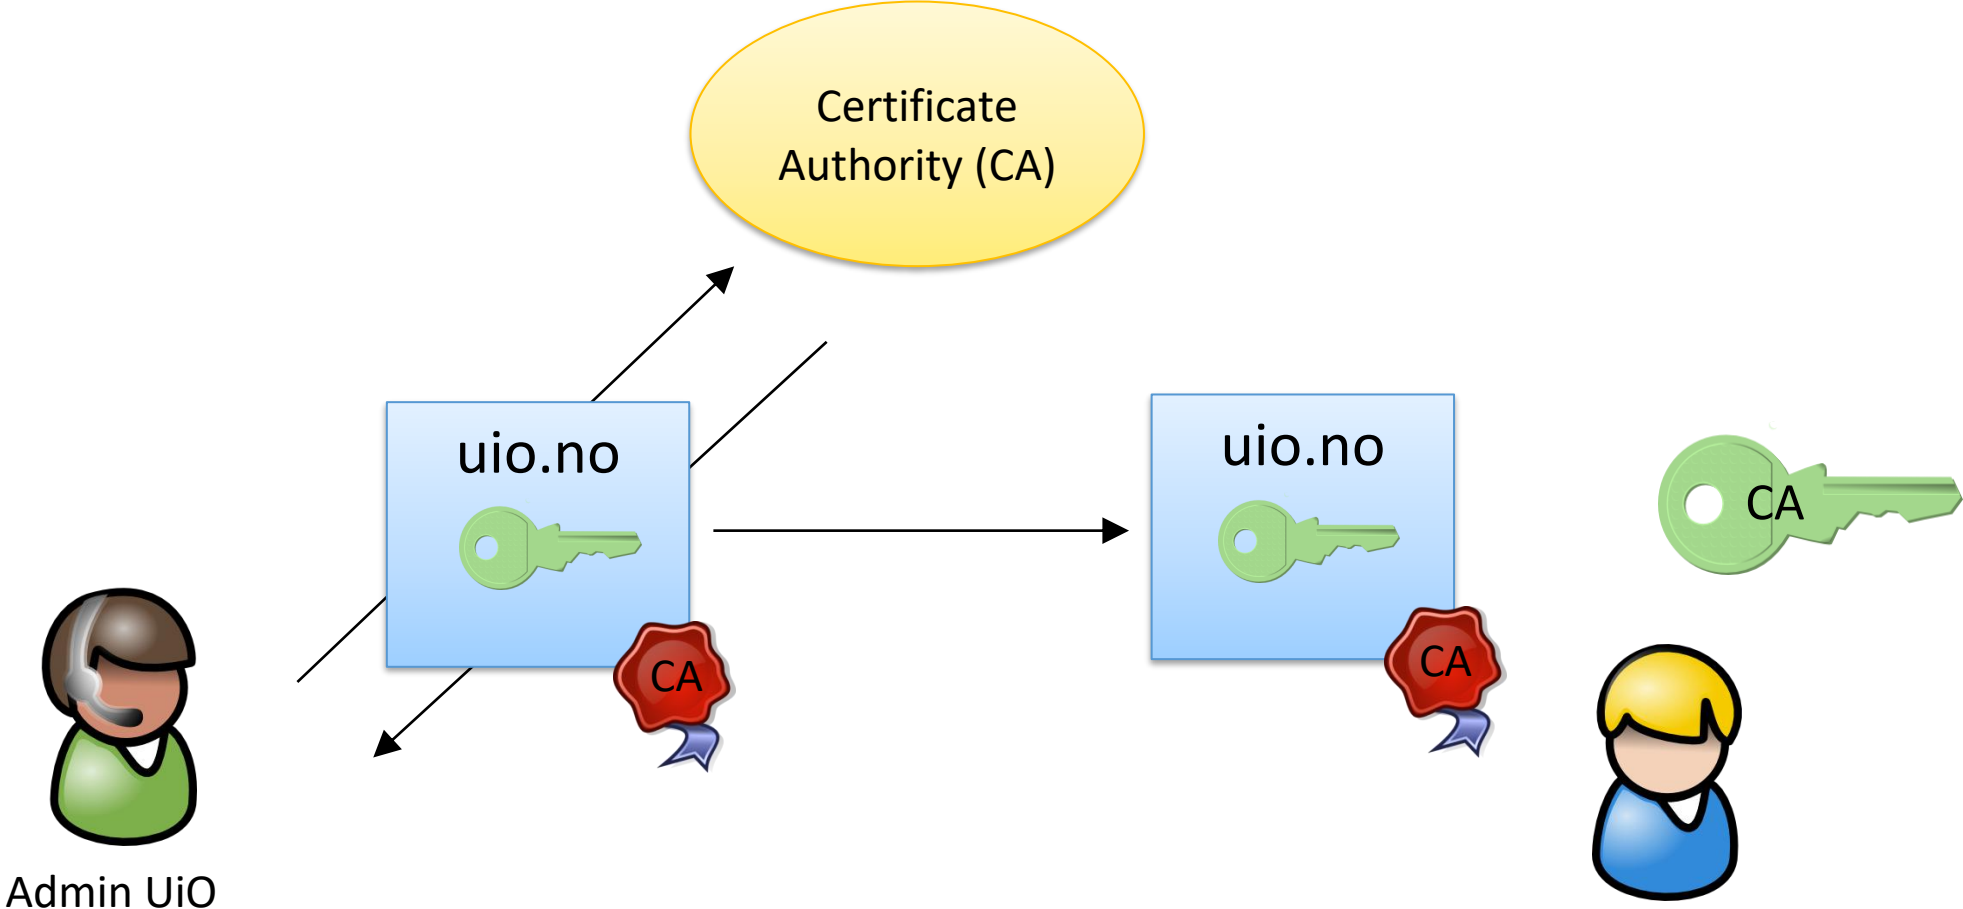 Certificate
Authority (CA)
uio.no
uio.no
CA
CA
CA
Admin UiO